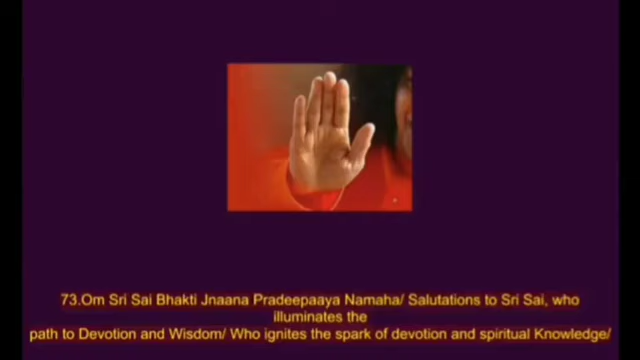 73.Om Sri Sai Bhakti Jnaana Pradeepaaya Namaha/ Salutations to Sri Sai, who
illuminates the
path to Devotion and Wisdom/ Who ignites the spark of devotion and spiritual Knowledge/